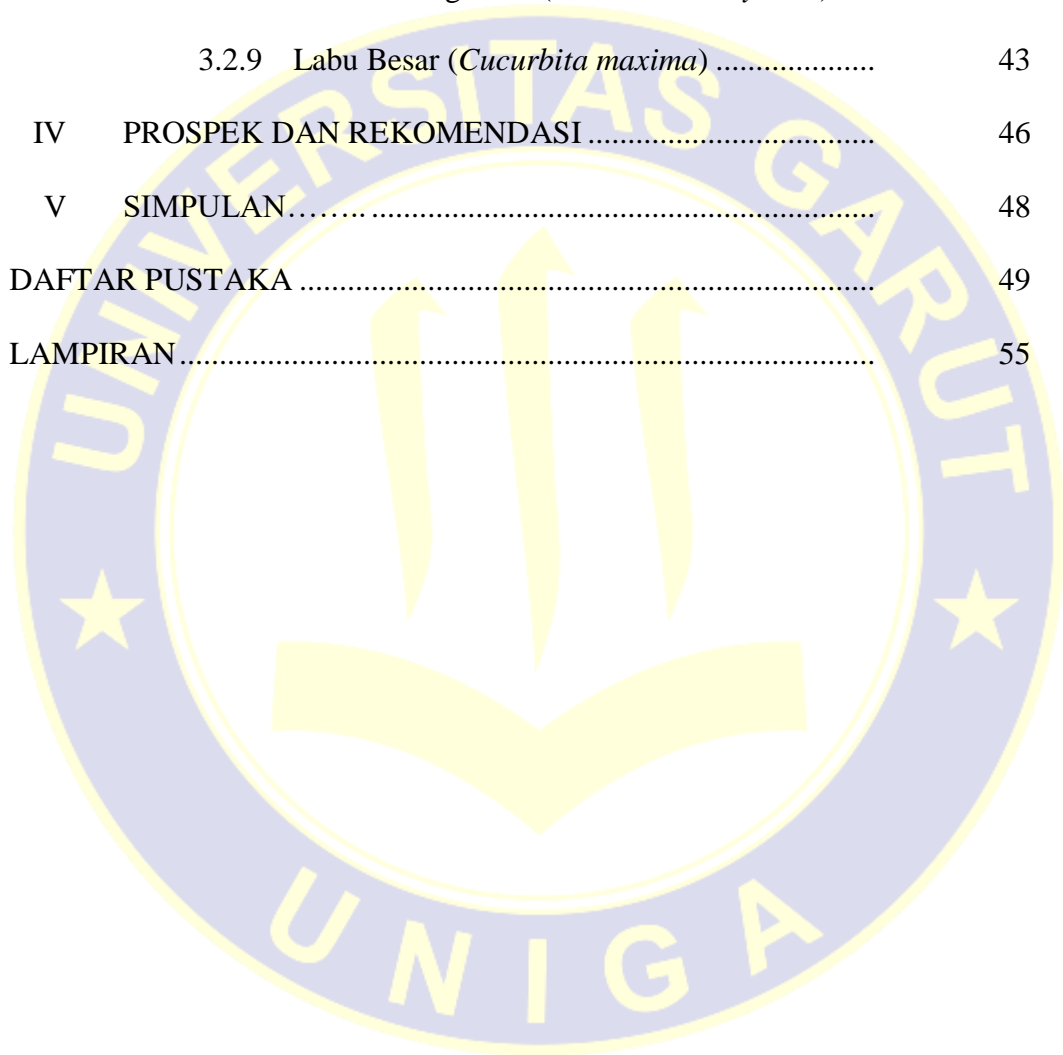 3.2.9 Labu Besar (Cucurbita maxima) .................... 43
IV PROSPEK DAN REKOMENDASI .................................. 46
V SIMPULAN…….. ............................................................ 48
DAFTAR PUSTAKA .................................................................... 49
LAMPIRAN .................................................................................. 55
UNIVERSITAS GARUT
UNIGA